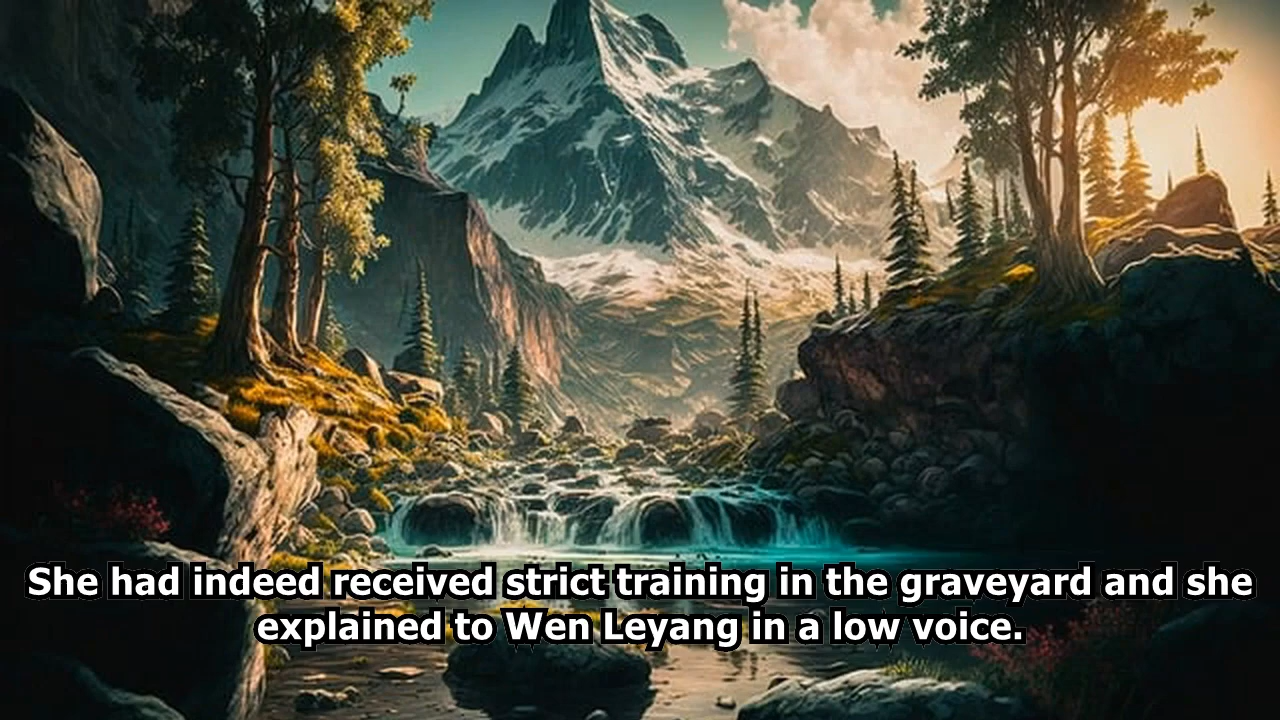 She had indeed received strict training in the graveyard and she
explained to Wen Leyang in a low voice.